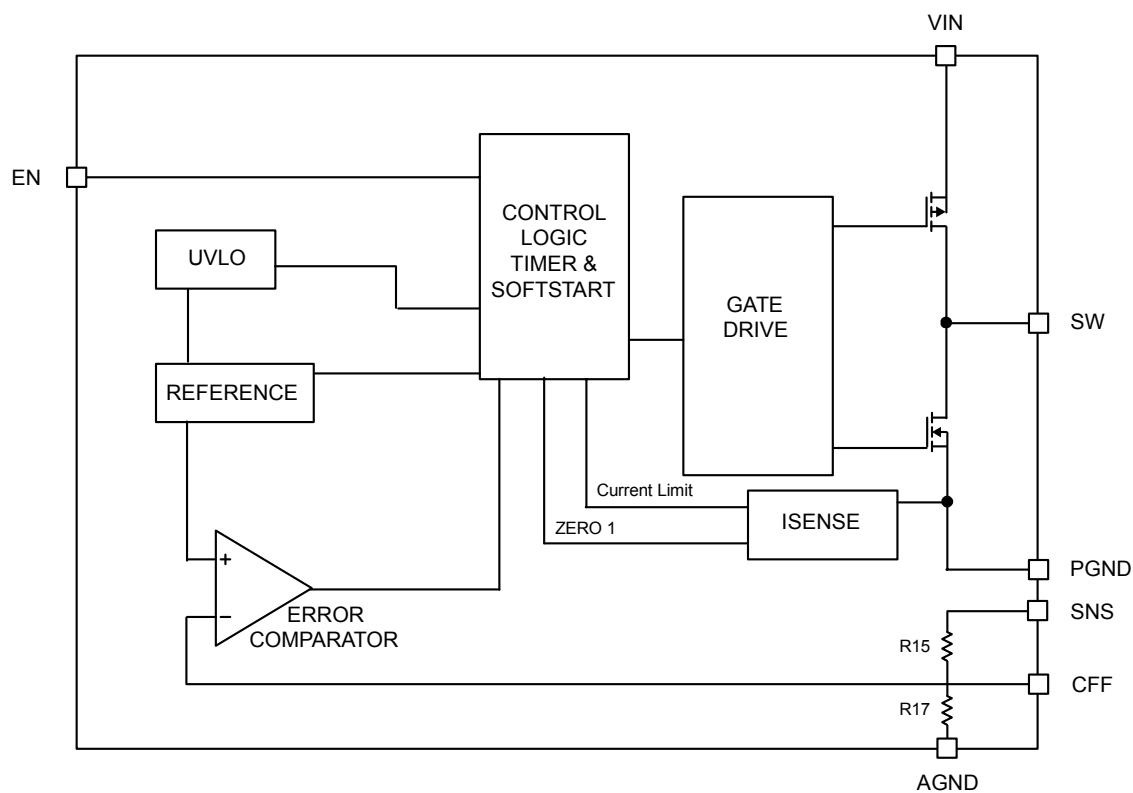 VIN
EN
CONTROL
LOGIC
TIMER &
SOFTSTART
UVLO
GATE
DRIVE
SW
REFERENCE
Current Limit
ISENSE
ZERO 1
+
−
ERROR
COMPARATOR
PGND
SNS
R15
CFF
R17
AGND